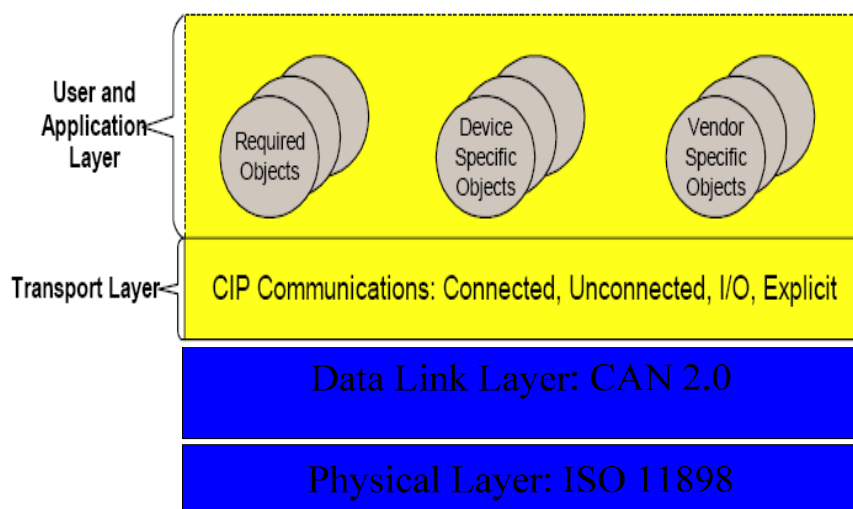 User and
Application
Layer
Required
Objects
Device
Specific
Objects
Vendor
Specific
Objects
Transport Layer
CIP Communications: Connected, Unconnected, I/O, Explicit
Data Link Layer: CAN 2.0
Physical Layer: ISO 11898